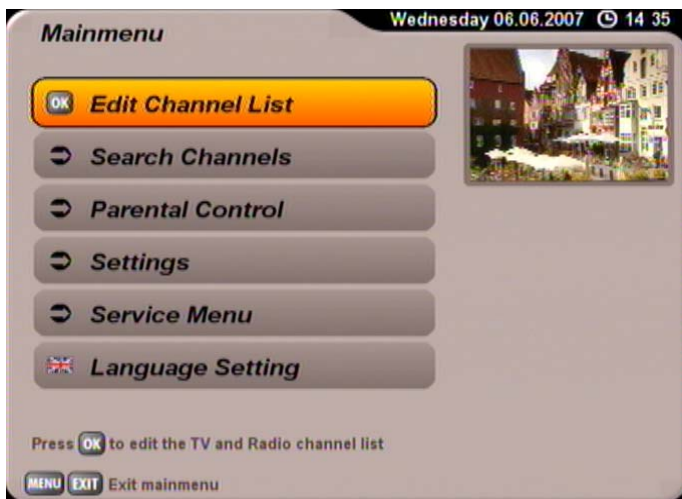 Wednesday 06.06.2007 14 35
Mainmenu
OK Edit Channel List
Search Channels
Parental Control
Settings
Service Menu
Language Setting
Press OK to edit the TV and Radio channel list
MENU EXIT Exit mainmenu